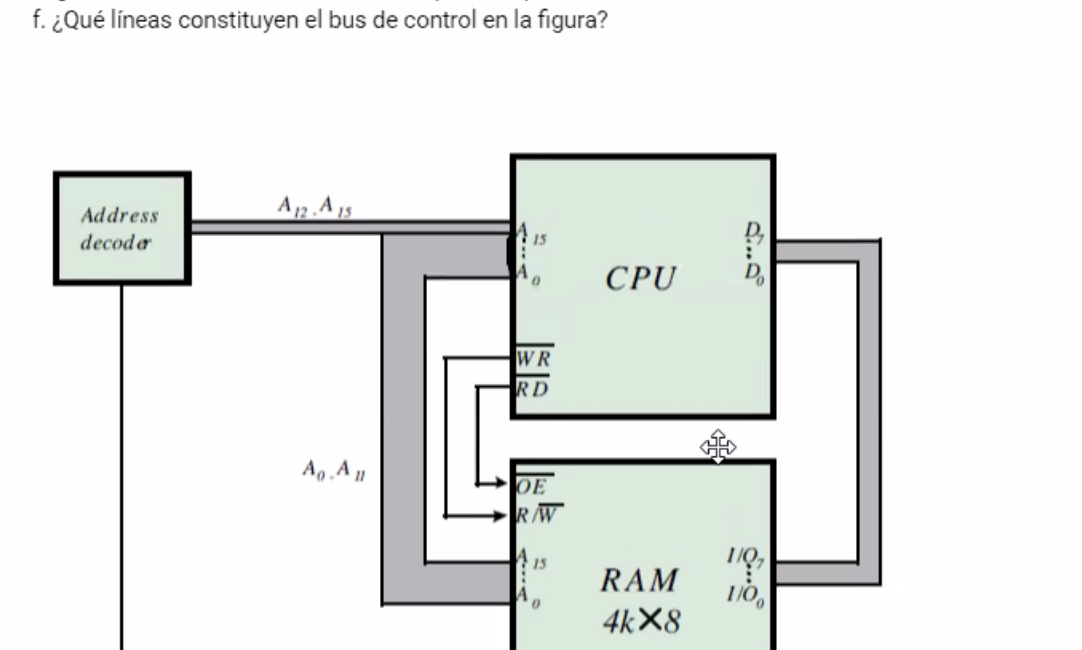 f. ¿Qué líneas constituyen el bus de control en la figura?
Address
decoder
A12 . A15
A15
A0
D7
D0
CPU
WR
RD
A0 . A11
OE
R/W
A15
A0
I/O7
I/O0
RAM
4k×8